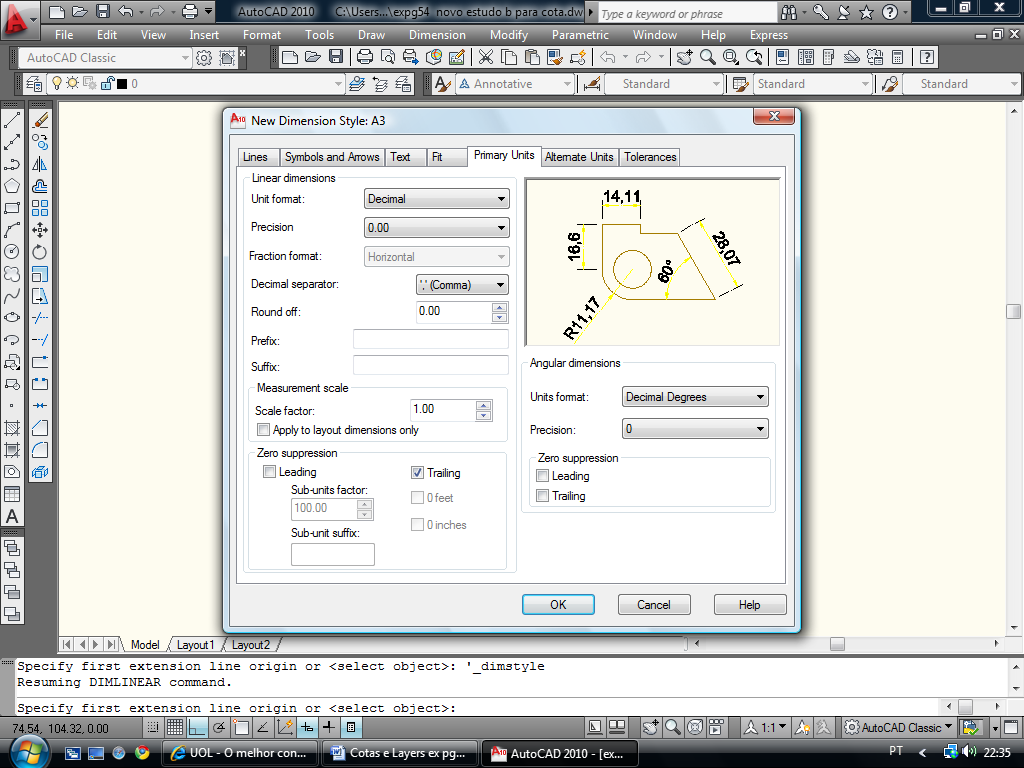 AutoCAD 2010 C:\Users...\expg54 novo estudo b para cota.dw
Type a keyword or phrase
File Edit View Insert Format Tools Draw Dimension Modify Parametric Window Help Express
AutoCAD Classic
0 Annotative Standard Standard Standard
New Dimension Style: A3
Lines Symbols and Arrows Text Fit Primary Units Alternate Units Tolerances
Linear dimensions
Unit format: Decimal
Precision 0.00
Fraction format: Horizontal
Decimal separator: ',' (Comma)
Round off: 0.00
Prefix:
Suffix:
Measurement scale
Scale factor: 1.00
Apply to layout dimensions only
Zero suppression
Leading Trailing
Sub-units factor: 0 feet
100.00
0 inches
Sub-unit suffix:
14,11
16,6
28,07
60°
R11,17
Angular dimensions
Units format: Decimal Degrees
Precision: 0
Zero suppression
Leading
Trailing
OK Cancel Help
Model Layout1 Layout2
Specify first extension line origin or <select object>: '_dimstyle
Resuming DIMLINEAR command.
Specify first extension line origin or <select object>:
74,54, 104.32, 0.00 1:1 AutoCAD Classic
UOL - O melhor con... Cotas e Layers ex pg... AutoCAD 2010 - [ex... PT 22:35